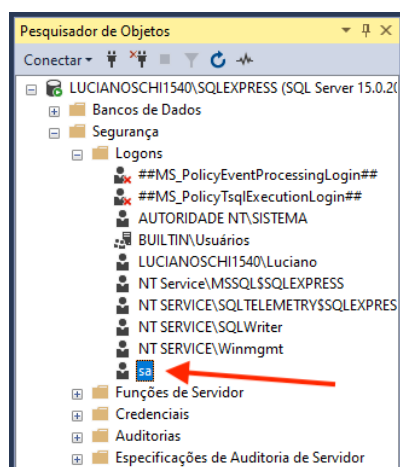 Pesquisador de Objetos
Conectar
LUCIANOSCHI1540\SQLEXPRESS (SQL Server 15.0.20
Bancos de Dados
Segurança
Logons
##MS_PolicyEventProcessingLogin##
##MS_PolicyTsqlExecutionLogin##
AUTORIDADE NT\SISTEMA
BUILTIN\Usuários
LUCIANOSCHI1540\Luciano
NT Service\MSSQL$SQLEXPRESS
NT SERVICE\SQLTELEMETRY$SQLEXPRES
NT SERVICE\SQLWriter
NT SERVICE\Winmgmt
sa
Funções de Servidor
Credenciais
Auditorias
Especificações de Auditoria de Servidor